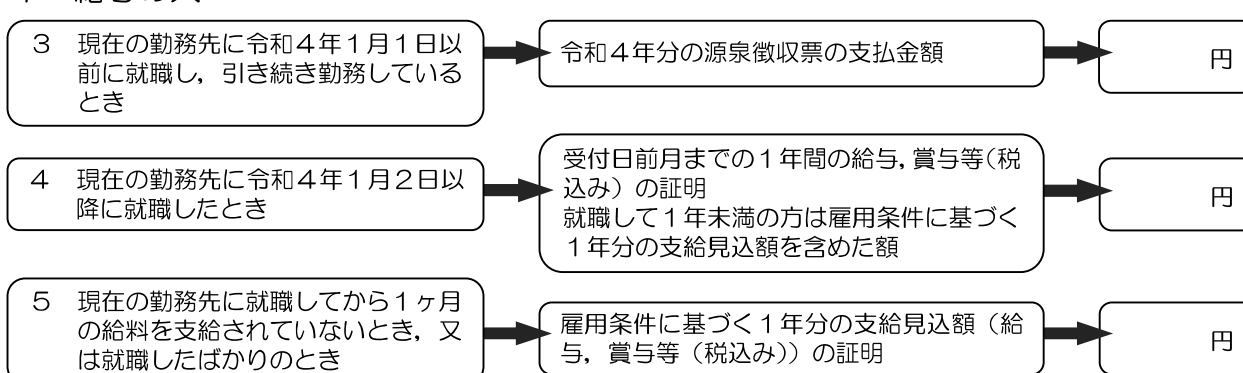 3 現在の勤務先に令和4年1月1日以
前に就職し，引き続き勤務している
とき
令和4年分の源泉徴収票の支払金額
円
4 現在の勤務先に令和4年1月2日以
降に就職したとき
受付日前月までの1年間の給与，賞与等（税
込み）の証明
就職して1年未満の方は雇用条件に基づく
1年分の支給見込額を含めた額
円
5 現在の勤務先に就職してから1ヶ月
の給料を支給されていないとき，又
は就職したばかりのとき
雇用条件に基づく1年分の支給見込額（給
与，賞与等（税込み））の証明
円